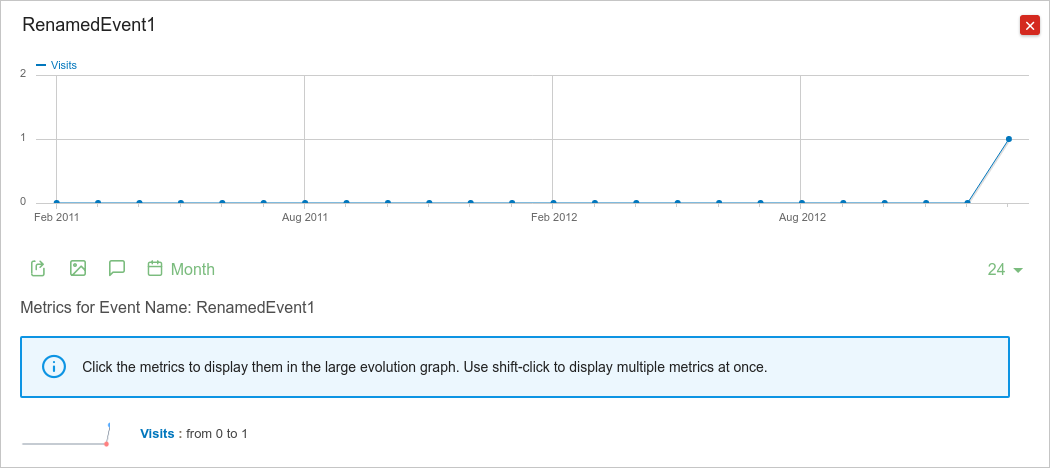 RenamedEvent1
Visits
2
1
0
Feb 2011 Aug 2011 Feb 2012 Aug 2012
Month 24
Metrics for Event Name: RenamedEvent1
Click the metrics to display them in the large evolution graph. Use shift-click to display multiple metrics at once.
Visits : from 0 to 1